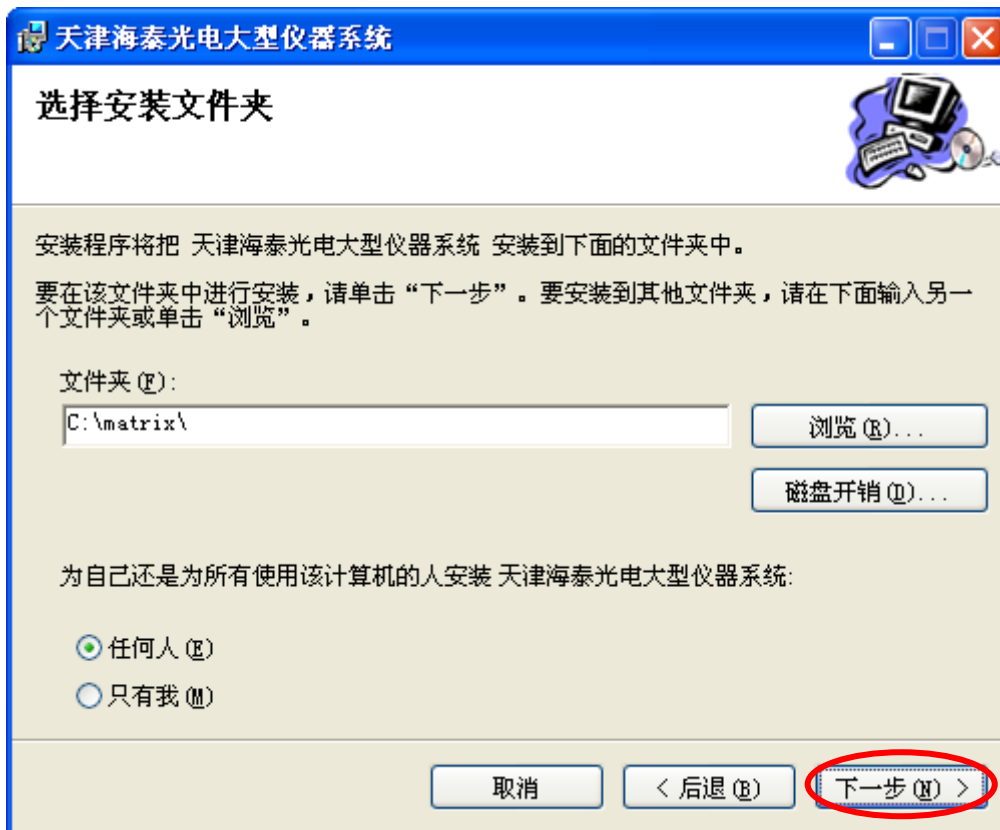 天津海泰光电大型仪器系统
选择安装文件夹
安装程序将把 天津海泰光电大型仪器系统 安装到下面的文件夹中。
要在该文件夹中进行安装，请单击“下一步”。要安装到其他文件夹，请在下面输入另一
个文件夹或单击“浏览”。
文件夹(F):
C:\matrix\
浏览(R)...
磁盘开销(D)...
为自己还是为所有使用该计算机的人安装 天津海泰光电大型仪器系统:
任何人(E)
只有我(M)
取消
< 后退(B)
下一步(N) >